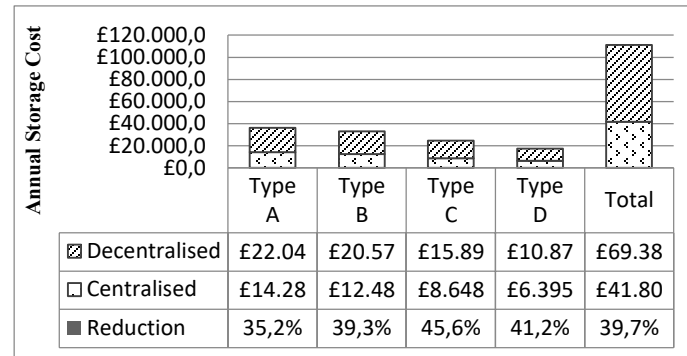 Annual Storage Cost
£120.000,0
£100.000,0
£80.000,0
£60.000,0
£40.000,0
£20.000,0
£0,0
Type A
Type B
Type C
Type D
Total
Decentralised £22.04 £20.57 £15.89 £10.87 £69.38
Centralised £14.28 £12.48 £8.648 £6.395 £41.80
Reduction 35,2% 39,3% 45,6% 41,2% 39,7%